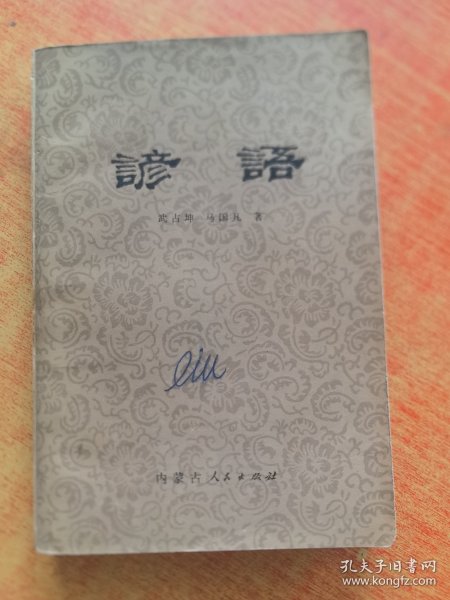 諺語
武占坤 马国凡 著
内蒙古人民出版社
孔夫子旧书网
www.kongfz.com